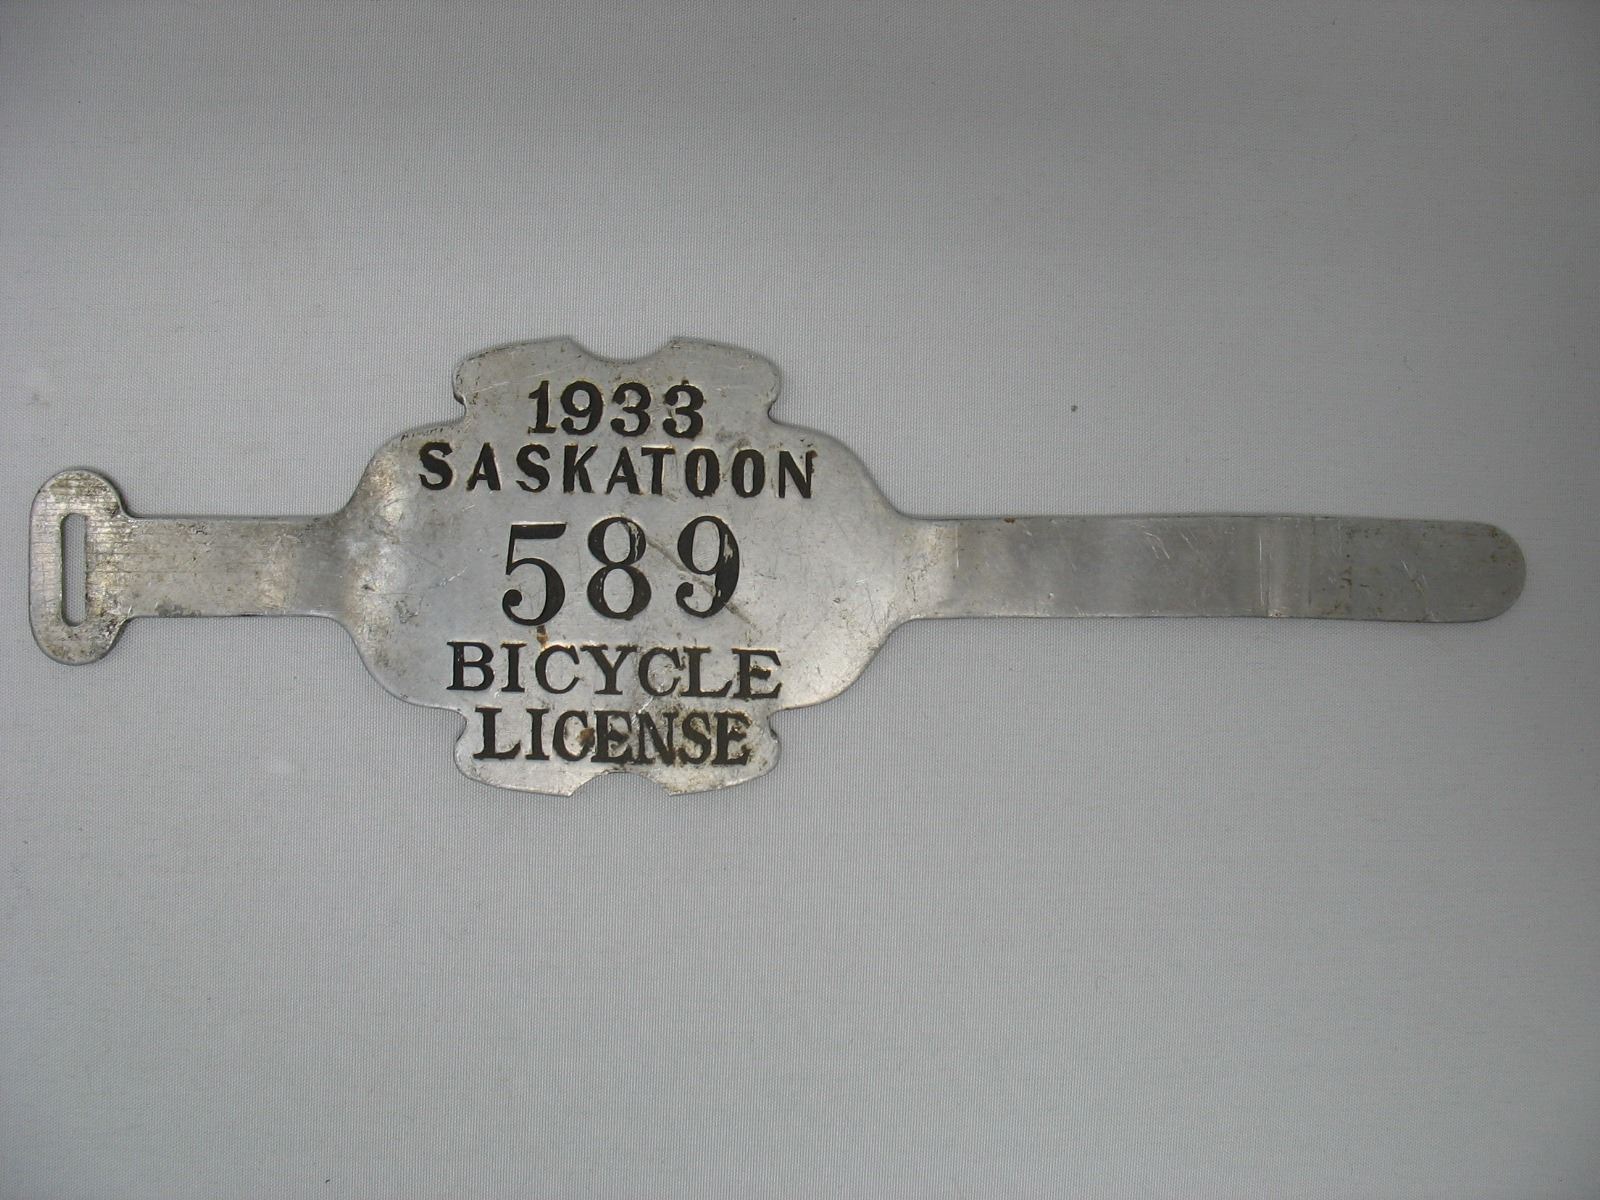 1933
SASKATOON
589
BICYCLE
LICENSE